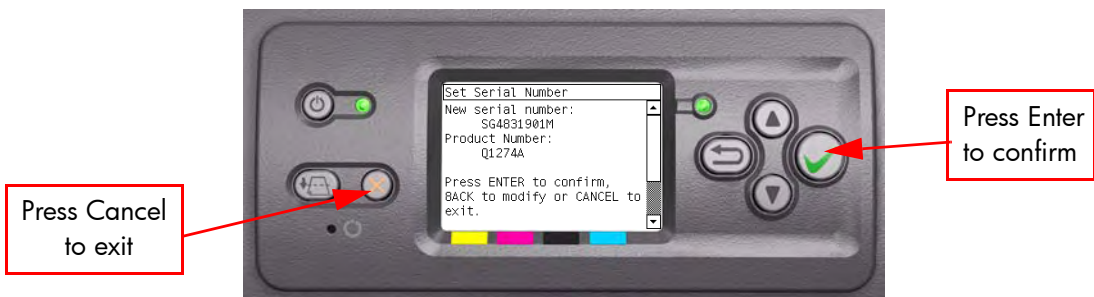 Set Serial Number
New serial number:
SG4831901M
Product Number:
Q1274A
Press ENTER to confirm,
BACK to modify or CANCEL to
exit.
Press Cancel
to exit
Press Enter
to confirm